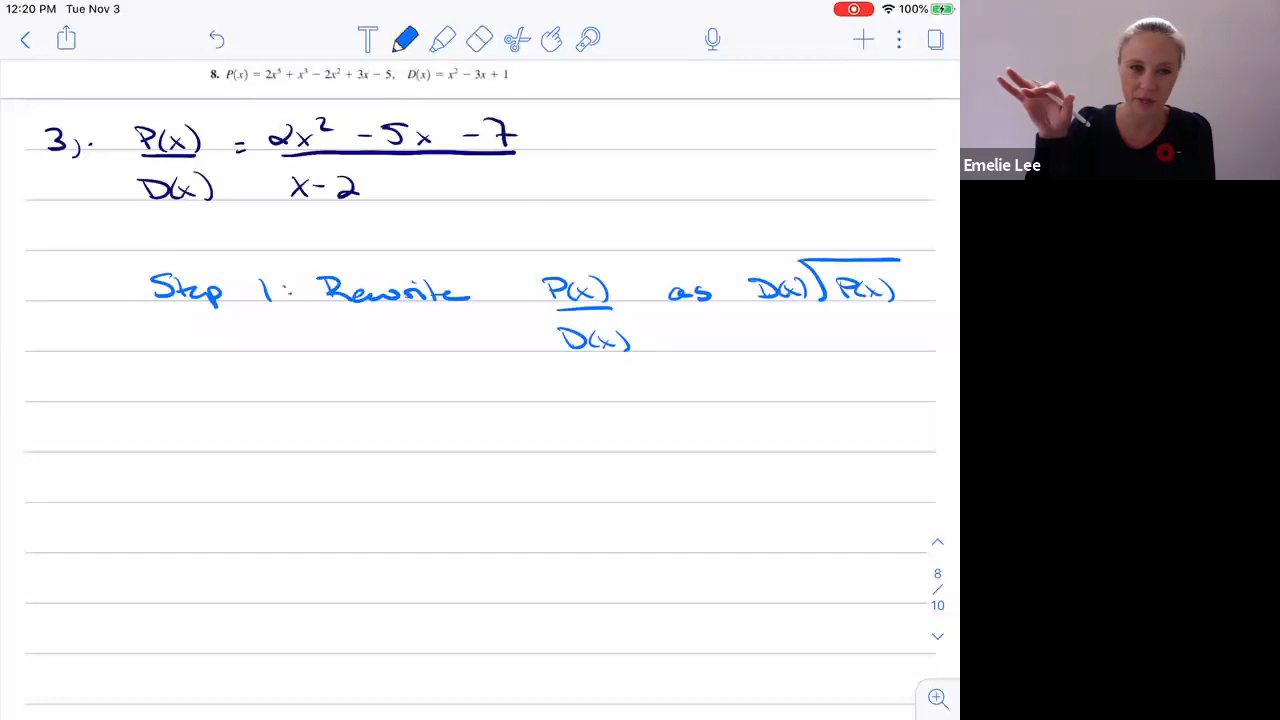 12:20 PM Tue Nov 3
100%
8. P(x) = 2x⁵ + x³ − 2x² + 3x − 5, D(x) = x² − 3x + 1
3). P(x) = 2x² - 5x - 7
D(x) x - 2
Emelie Lee
Step 1: Rewrite P(x) as D(x)⟌P(x)
D(x)
8
/
10